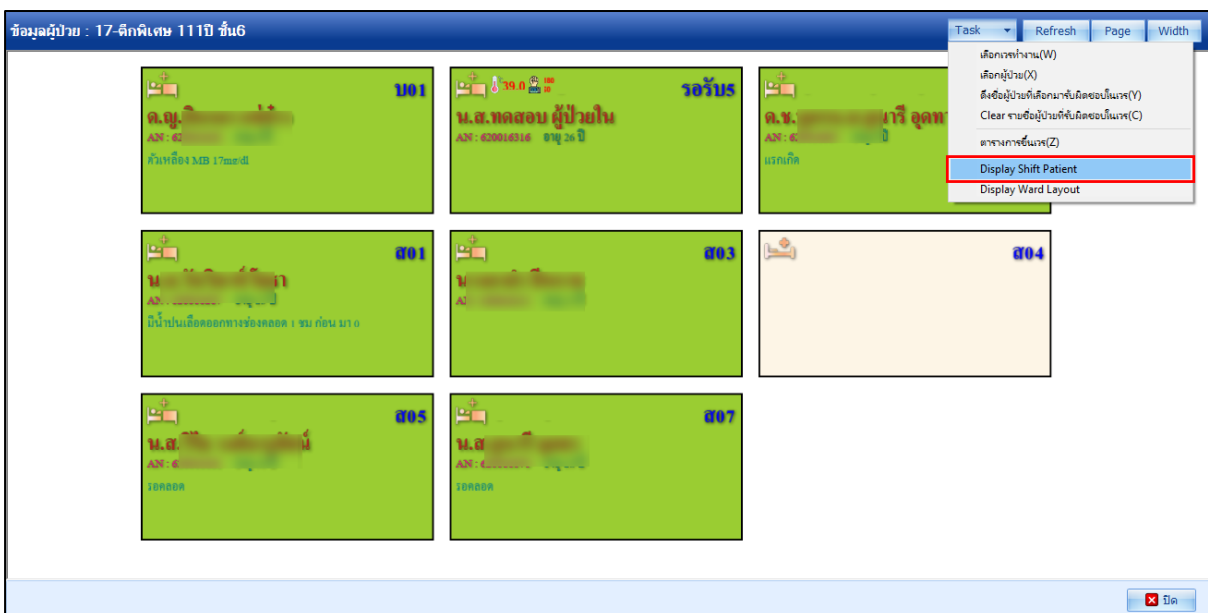 ข้อมูลผู้ป่วย : 17-ตึกพิเศษ 111ปี ชั้น6
Task Refresh Page Width
เลือกเวรทำงาน(W)
เลือกผู้ป่วย(X)
ดึงชื่อผู้ป่วยที่เลือกมารับผิดชอบในเวร(Y)
Clear รายชื่อผู้ป่วยที่รับผิดชอบในเวร(C)
ตารางการขึ้นเวร(Z)
Display Shift Patient
Display Ward Layout
บ01
ด.ญ.
AN : 62
ตัวเหลือง MB 17mg/dl
39.0 รอรับ5
น.ส.ทดสอบ ผู้ป่วยใน
AN : 620016316 อายุ 26 ปี
ด.ช.
AN : 6 ปี
แรกเกิด
ส01
AN :
มีน้ำปนเลือดออกทางช่องคลอด 1 ชม ก่อน มา 0
ส03
ส04
ส05
น.ส.
AN : 6
รอคลอด
ส07
น.ส
AN :
รอคลอด
ปิด